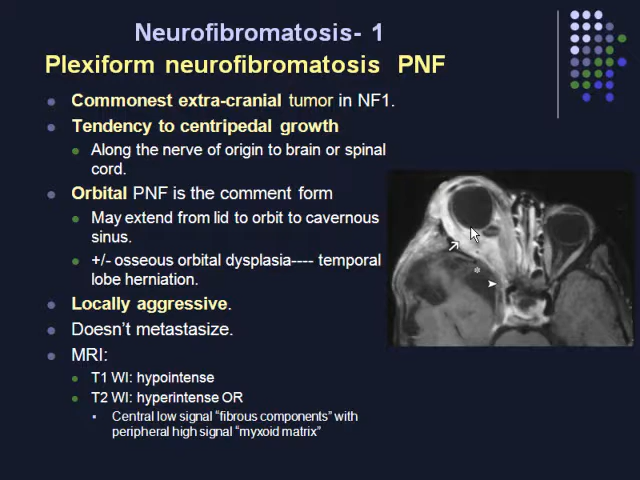 Neurofibromatosis- 1
Plexiform neurofibromatosis PNF
Commonest extra-cranial tumor in NF1.
Tendency to centripedal growth
Along the nerve of origin to brain or spinal
cord.
Orbital PNF is the comment form
May extend from lid to orbit to cavernous
sinus.
+/- osseous orbital dysplasia---- temporal
lobe herniation.
Locally aggressive.
Doesn't metastasize.
MRI:
T1 WI: hypointense
T2 WI: hyperintense OR
Central low signal “fibrous components” with
peripheral high signal “myxoid matrix”